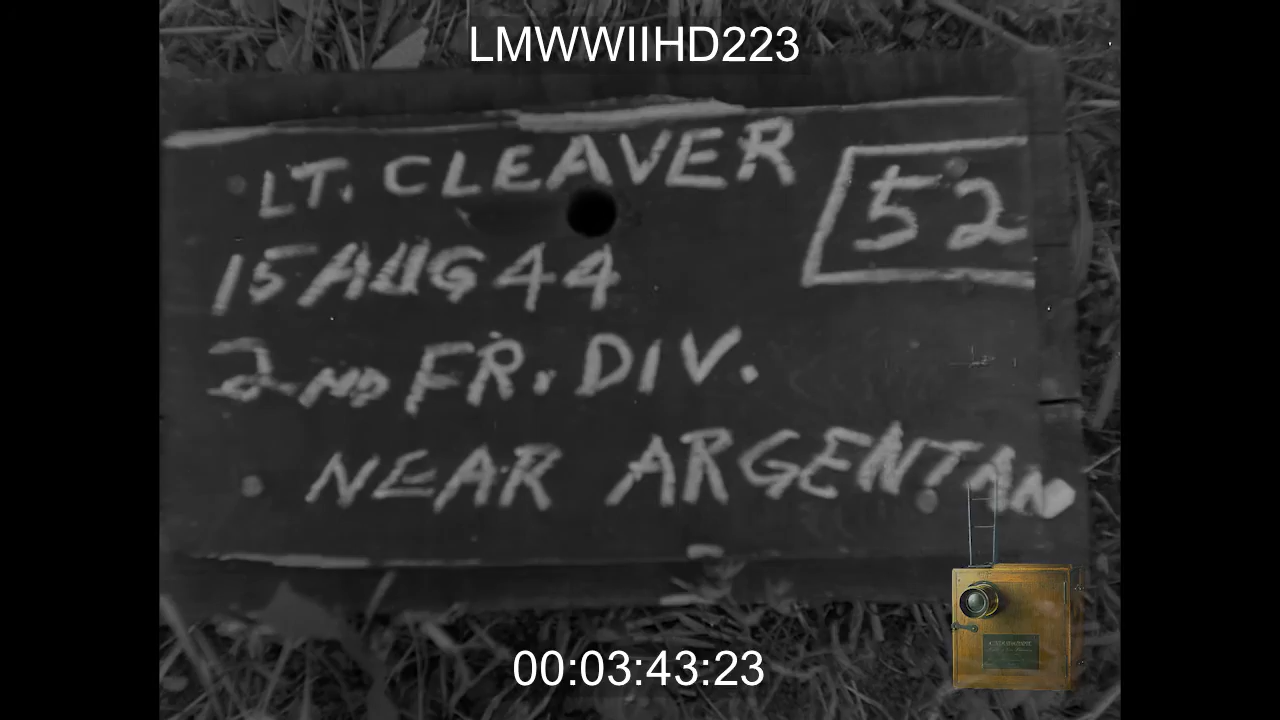 LMWWIIHD223
LT. CLEAVER
52
15 AUG 44
2ND FR. DIV.
NEAR ARGENTAN
00:03:43:23